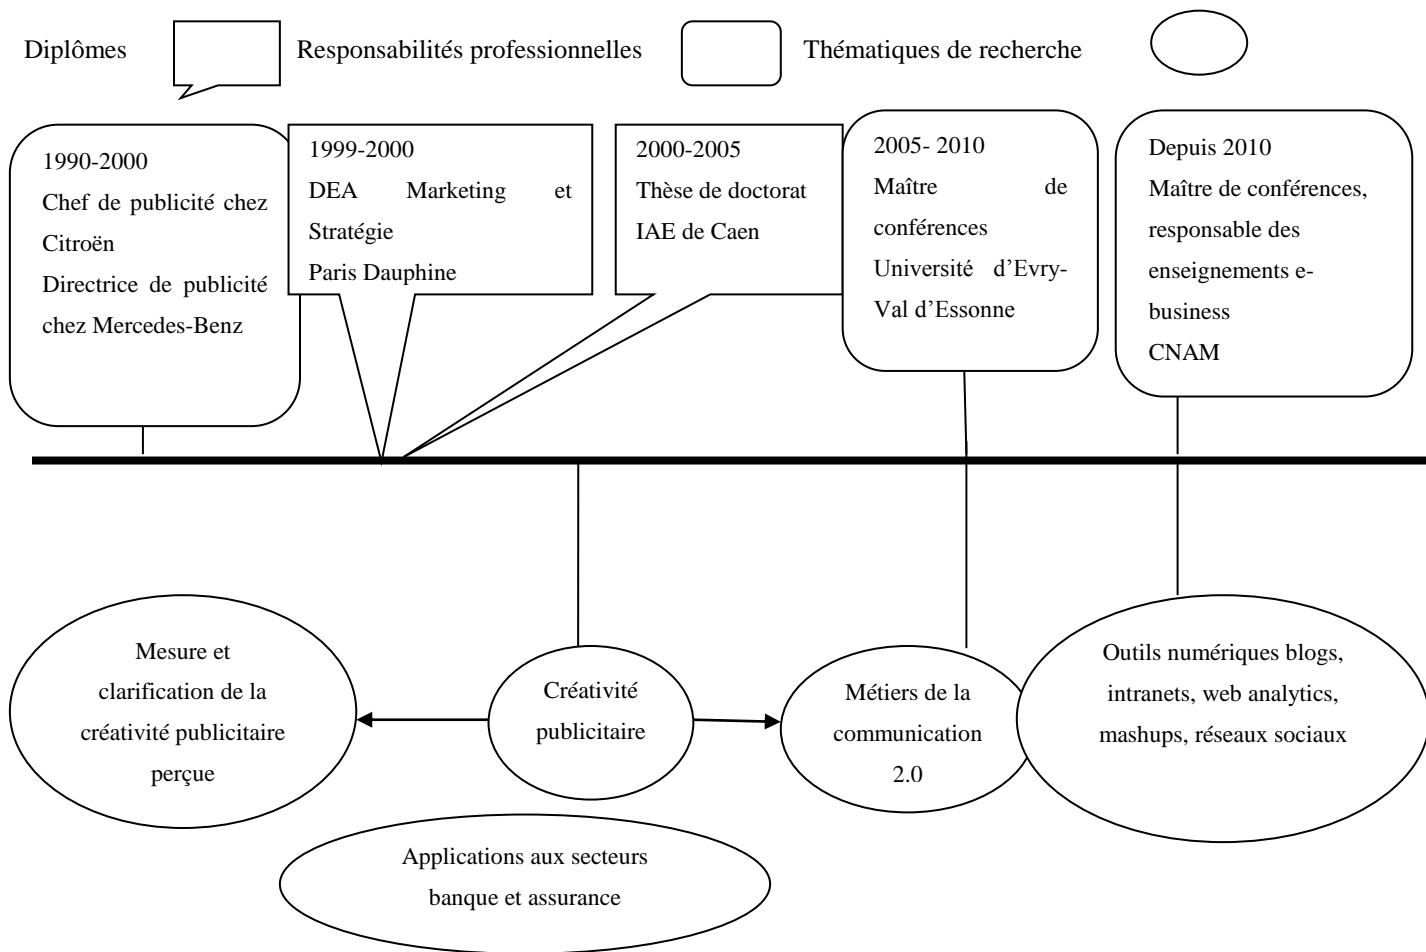 Diplômes
Responsabilités professionnelles
Thématiques de recherche
1990-2000
Chef de publicité chez
Citroën
Directrice de publicité
chez Mercedes-Benz
1999-2000
DEA Marketing et
Stratégie
Paris Dauphine
2000-2005
Thèse de doctorat
IAE de Caen
2005- 2010
Maître de
conférences
Université d’Evry-
Val d’Essonne
Depuis 2010
Maître de conférences,
responsable des
enseignements e-
business
CNAM
Mesure et
clarification de la
créativité publicitaire
perçue
Créativité
publicitaire
Métiers de la
communication
2.0
Outils numériques blogs,
intranets, web analytics,
mashups, réseaux sociaux
Applications aux secteurs
banque et assurance